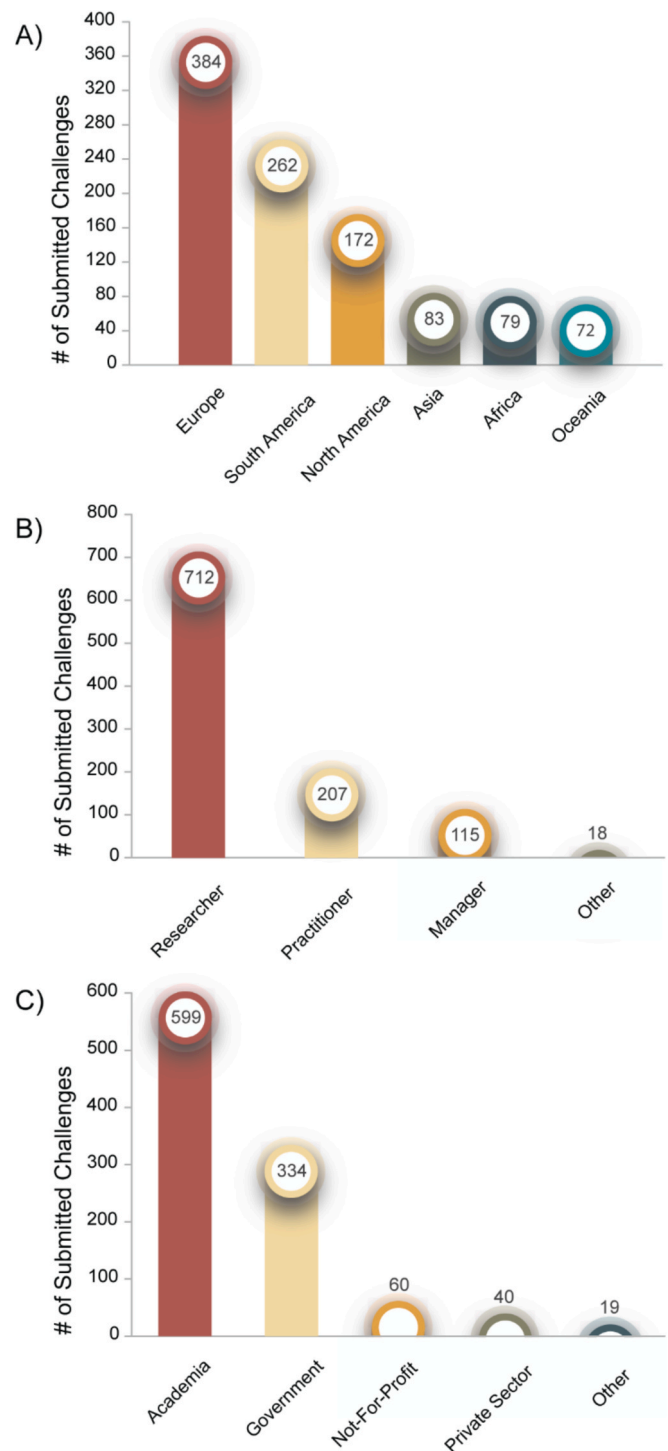 A)
# of Submitted Challenges
400
360
320
280
240
200
160
120
80
40
0
384
262
172
83
79
72
Europe
South America
North America
Asia
Africa
Oceania
B)
# of Submitted Challenges
800
700
600
500
400
300
200
100
0
712
207
115
18
Researcher
Practitioner
Manager
Other
C)
# of Submitted Challenges
600
500
400
300
200
100
0
599
334
60
40
19
Academia
Government
Not-For-Profit
Private Sector
Other